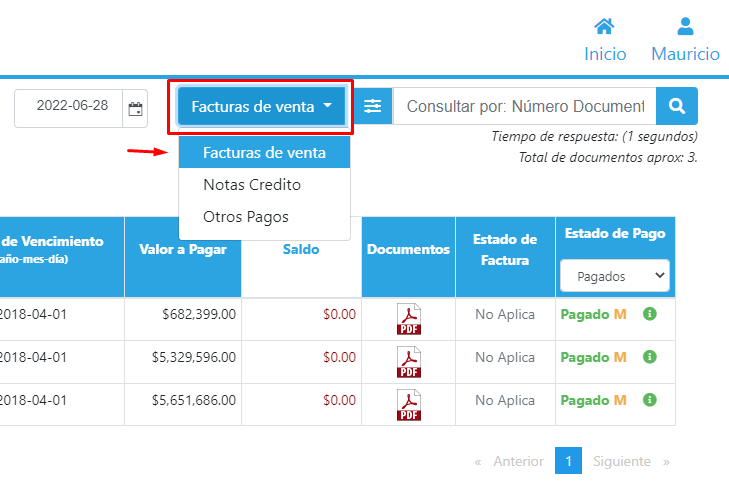 Inicio
Mauricio
2022-06-28
Facturas de venta
Consultar por: Número Document
Tiempo de respuesta: (1 segundos)
Total de documentos aprox: 3.
Facturas de venta
Notas Credito
Otros Pagos
de Vencimiento
año-mes-día)
Valor a Pagar
Saldo
Documentos
Estado de
Factura
Estado de Pago
Pagados
2018-04-01 $682,399.00 $0.00 PDF No Aplica Pagado M
2018-04-01 $5,329,596.00 $0.00 PDF No Aplica Pagado M
2018-04-01 $5,651,686.00 $0.00 PDF No Aplica Pagado M
« Anterior 1 Siguiente »